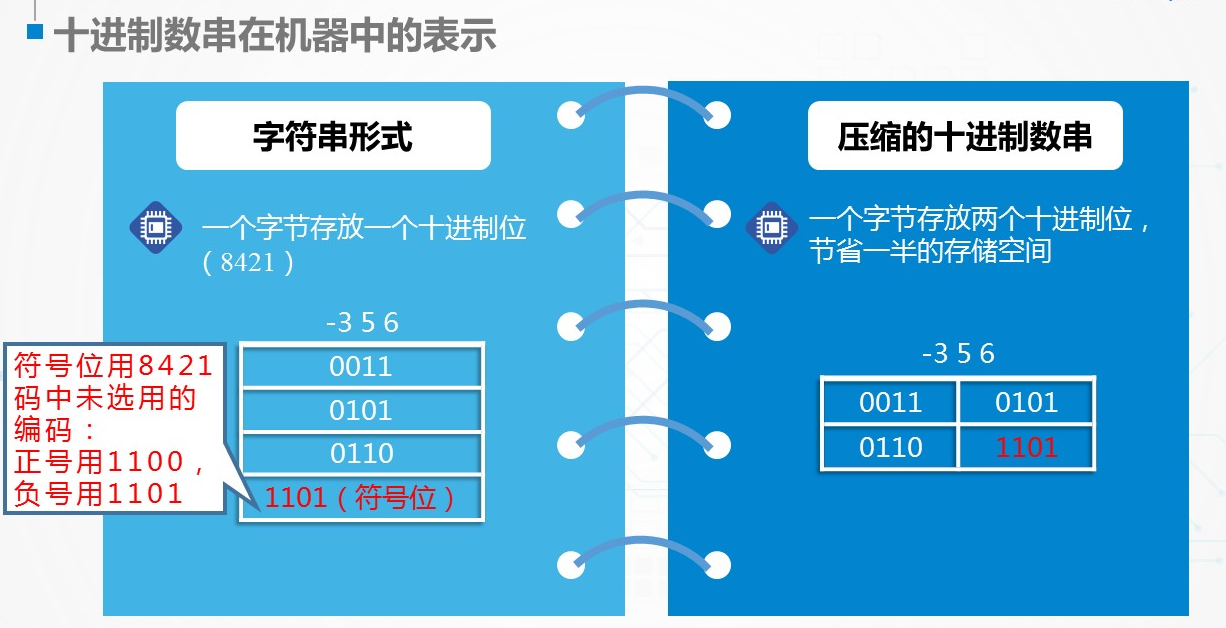 十进制数串在机器中的表示
字符串形式
一个字节存放一个十进制位
（8421）
-3 5 6
0011
0101
0110
1101（符号位）
符号位用8421
码中未选用的
编码：
正号用1100，
负号用1101
压缩的十进制数串
一个字节存放两个十进制位，
节省一半的存储空间
-3 5 6
0011 0101
0110 1101